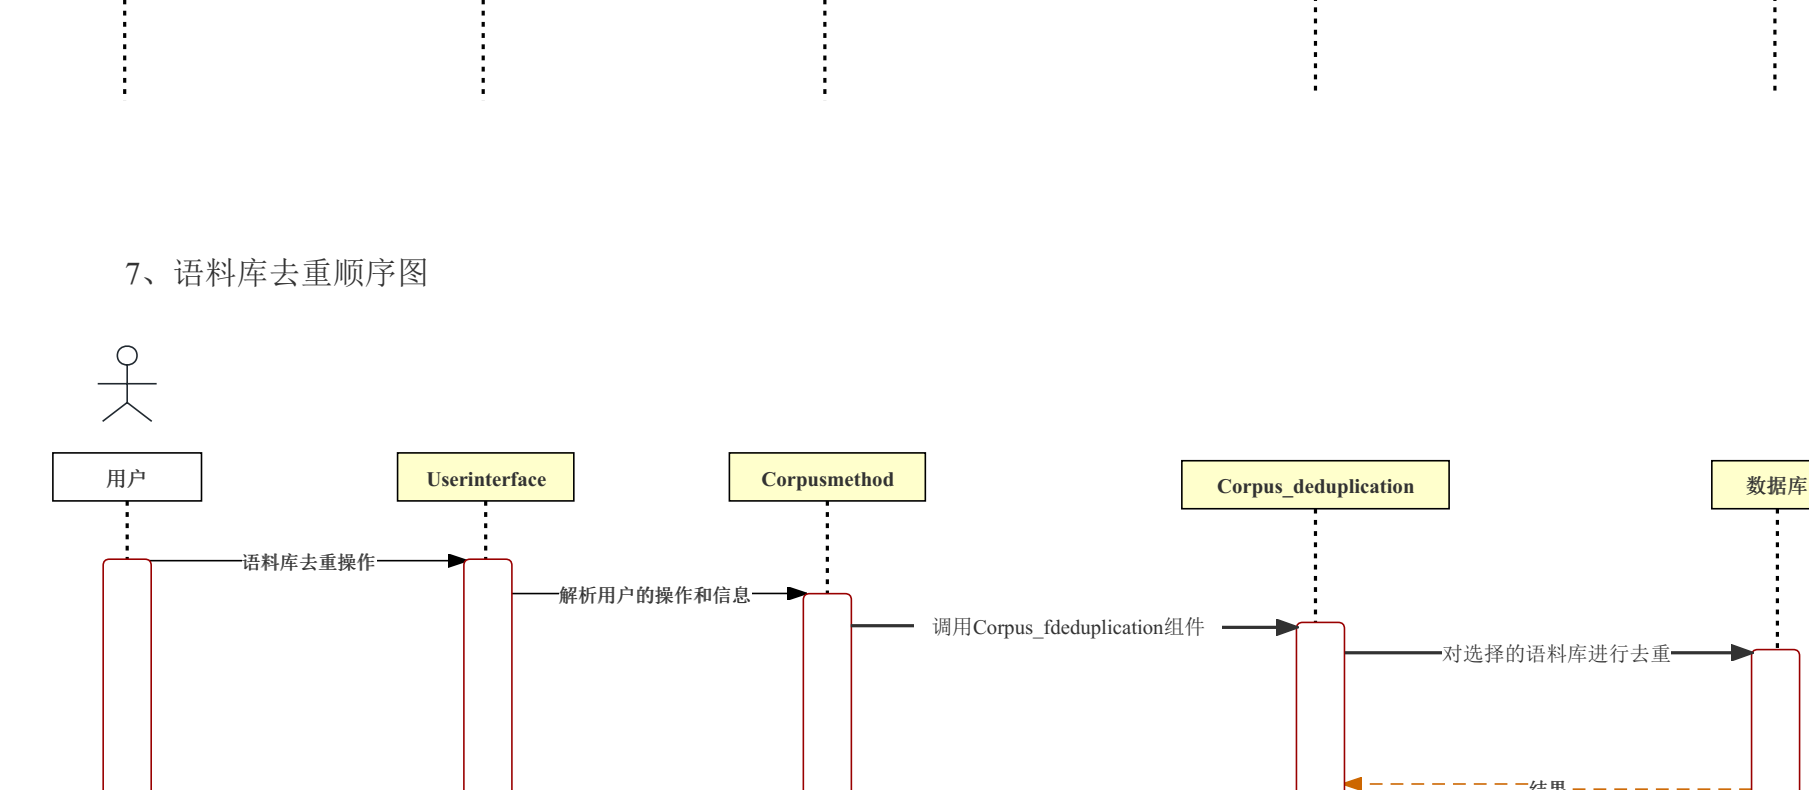 7、语料库去重顺序图
用户
Userinterface
Corpusmethod
Corpus_deduplication
数据库
语料库去重操作
解析用户的操作和信息
调用Corpus_fdeduplication组件
对选择的语料库进行去重
结果